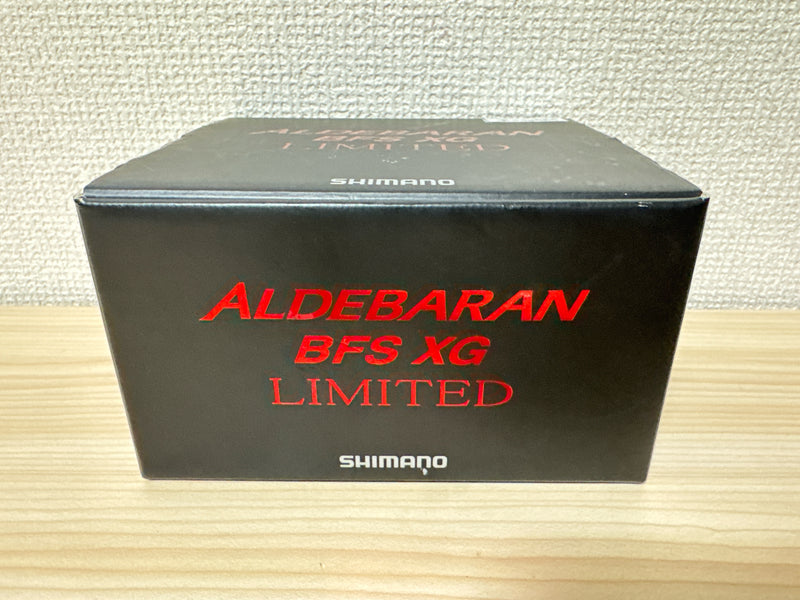 ALDEBARAN
BFS XG
LIMITED
SHIMANO
ALDEBARAN
BFS XG
LIMITED
SHIMANO